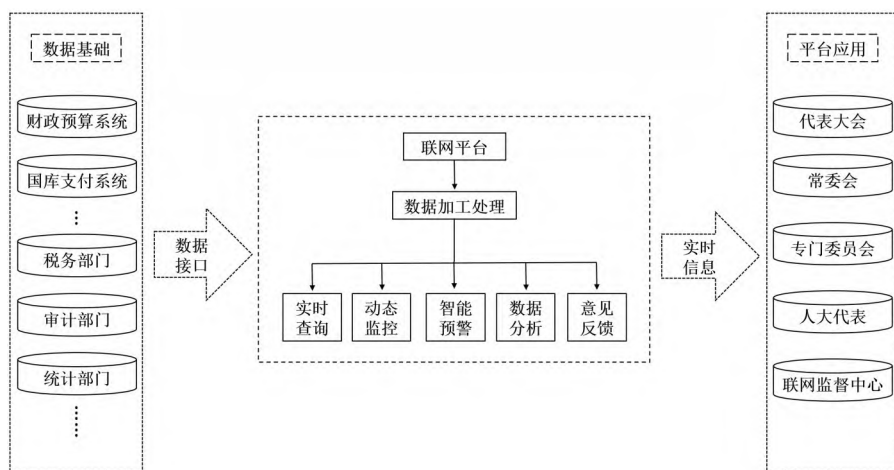 数据基础
财政预算系统
国库支付系统
税务部门
审计部门
统计部门
数据
接口
联网平台
数据加工处理
实时
查询
动态
监控
智能
预警
数据
分析
意见
反馈
实时
信息
平台应用
代表大会
常委会
专门委员会
人大代表
联网监督中心